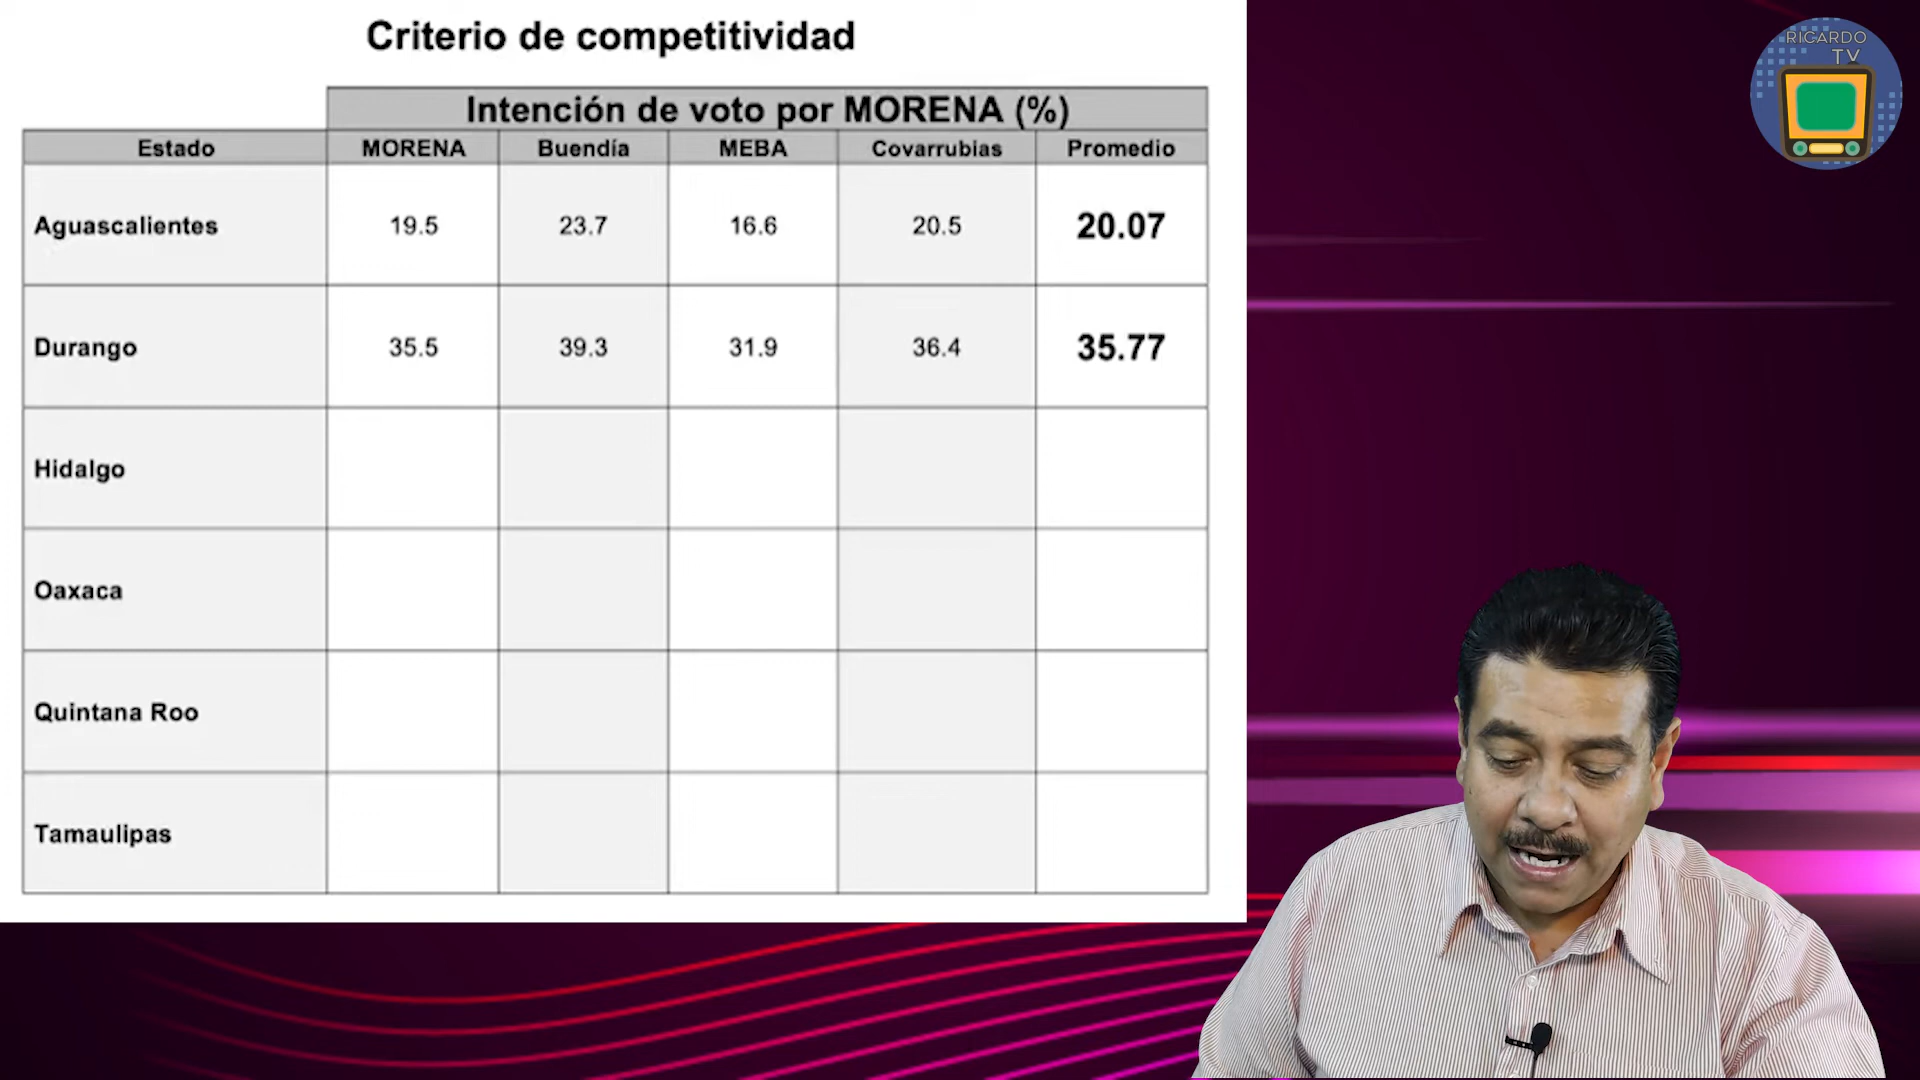 Criterio de competitividad
Intención de voto por MORENA (%)
Estado MORENA Buendía MEBA Covarrubias Promedio
Aguascalientes 19.5 23.7 16.6 20.5 20.07
Durango 35.5 39.3 31.9 36.4 35.77
Hidalgo
Oaxaca
Quintana Roo
Tamaulipas
RICARDO
TV